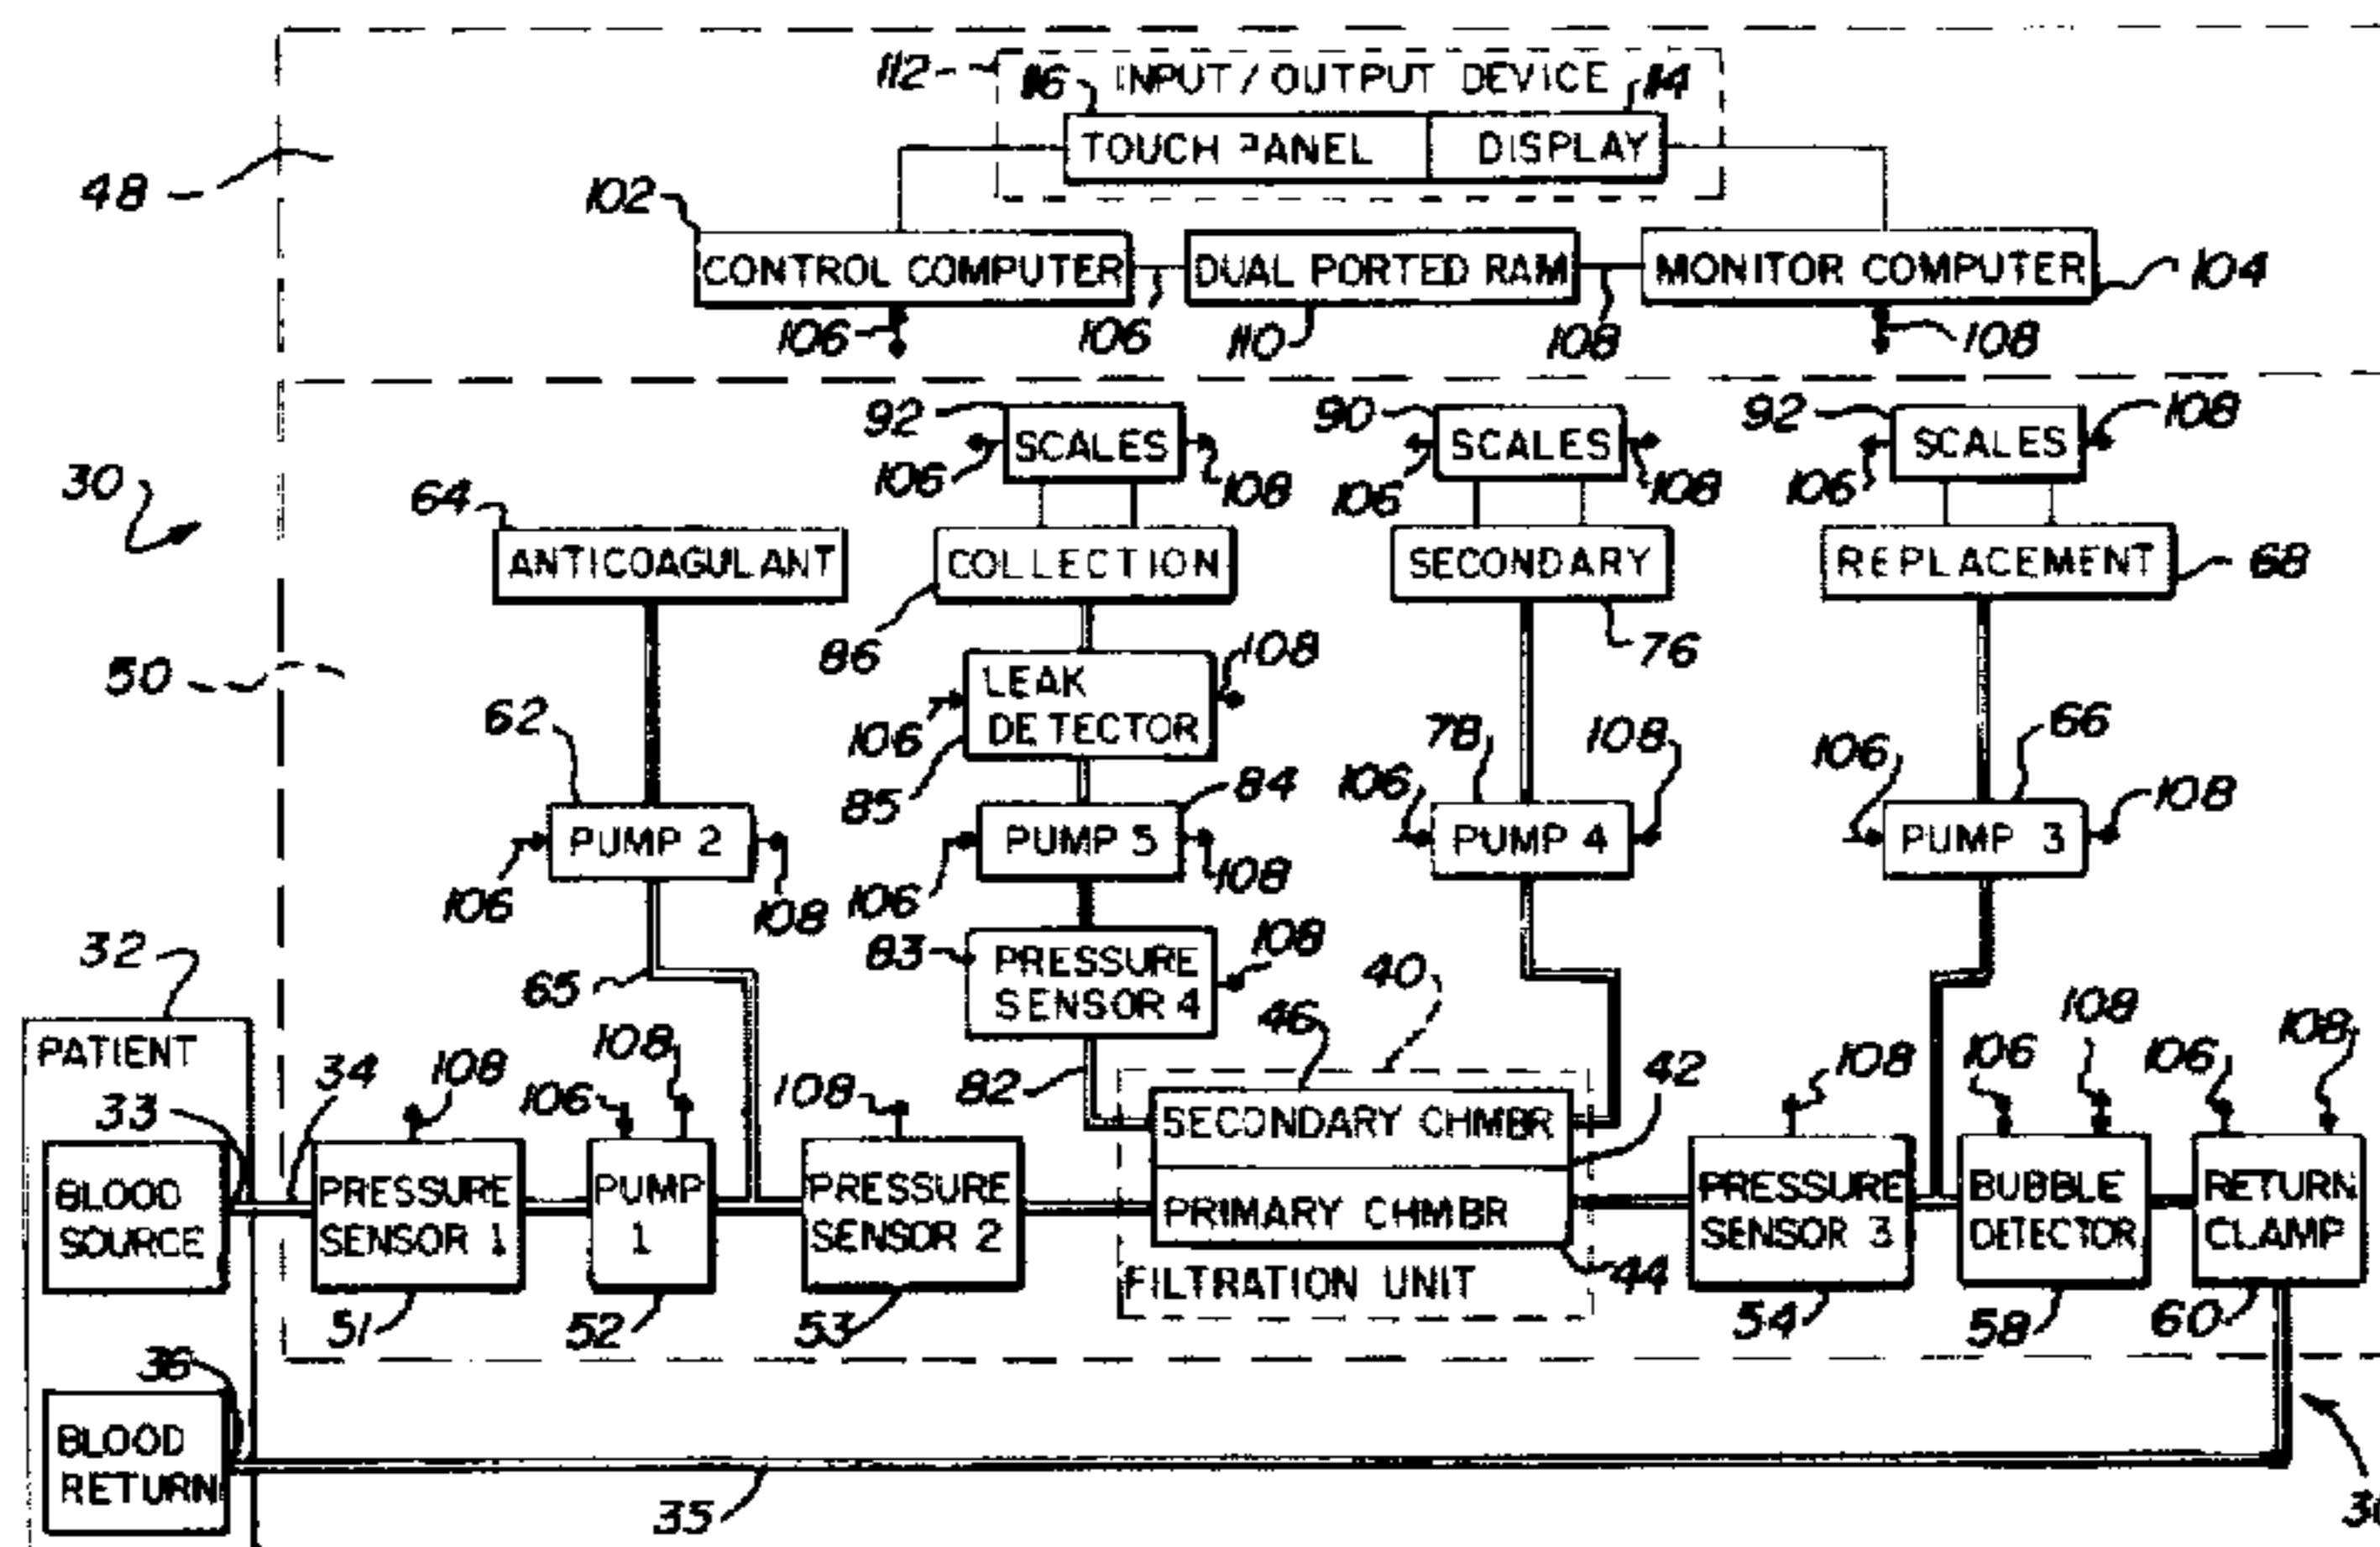 112
116
INPUT / OUTPUT DEVICE
114
TOUCH PANEL
DISPLAY
48
102
CONTROL COMPUTER
DUAL PORTED RAM
MONITOR COMPUTER
104
106
106
110
108
108
92
SCALES
106
108
90
SCALES
106
108
92
SCALES
106
108
30
64
ANTICOAGULANT
COLLECTION
86
SECONDARY
76
REPLACEMENT
68
50
LEAK
DETECTOR
106
108
85
62
PUMP 2
106
108
84
PUMP 5
106
108
78
PUMP 4
106
108
66
PUMP 3
106
108
83
PRESSURE
SENSOR 4
108
65
40
46
42
82
32
PATIENT
33
34
BLOOD
SOURCE
108
PRESSURE
SENSOR 1
51
106
108
PUMP
1
52
108
PRESSURE
SENSOR 2
53
SECONDARY CHMBR
PRIMARY CHMBR
44
FILTRATION UNIT
108
PRESSURE
SENSOR 3
54
106
108
BUBBLE
DETECTOR
58
106
108
RETURN
CLAMP
60
36
BLOOD
RETURN
35